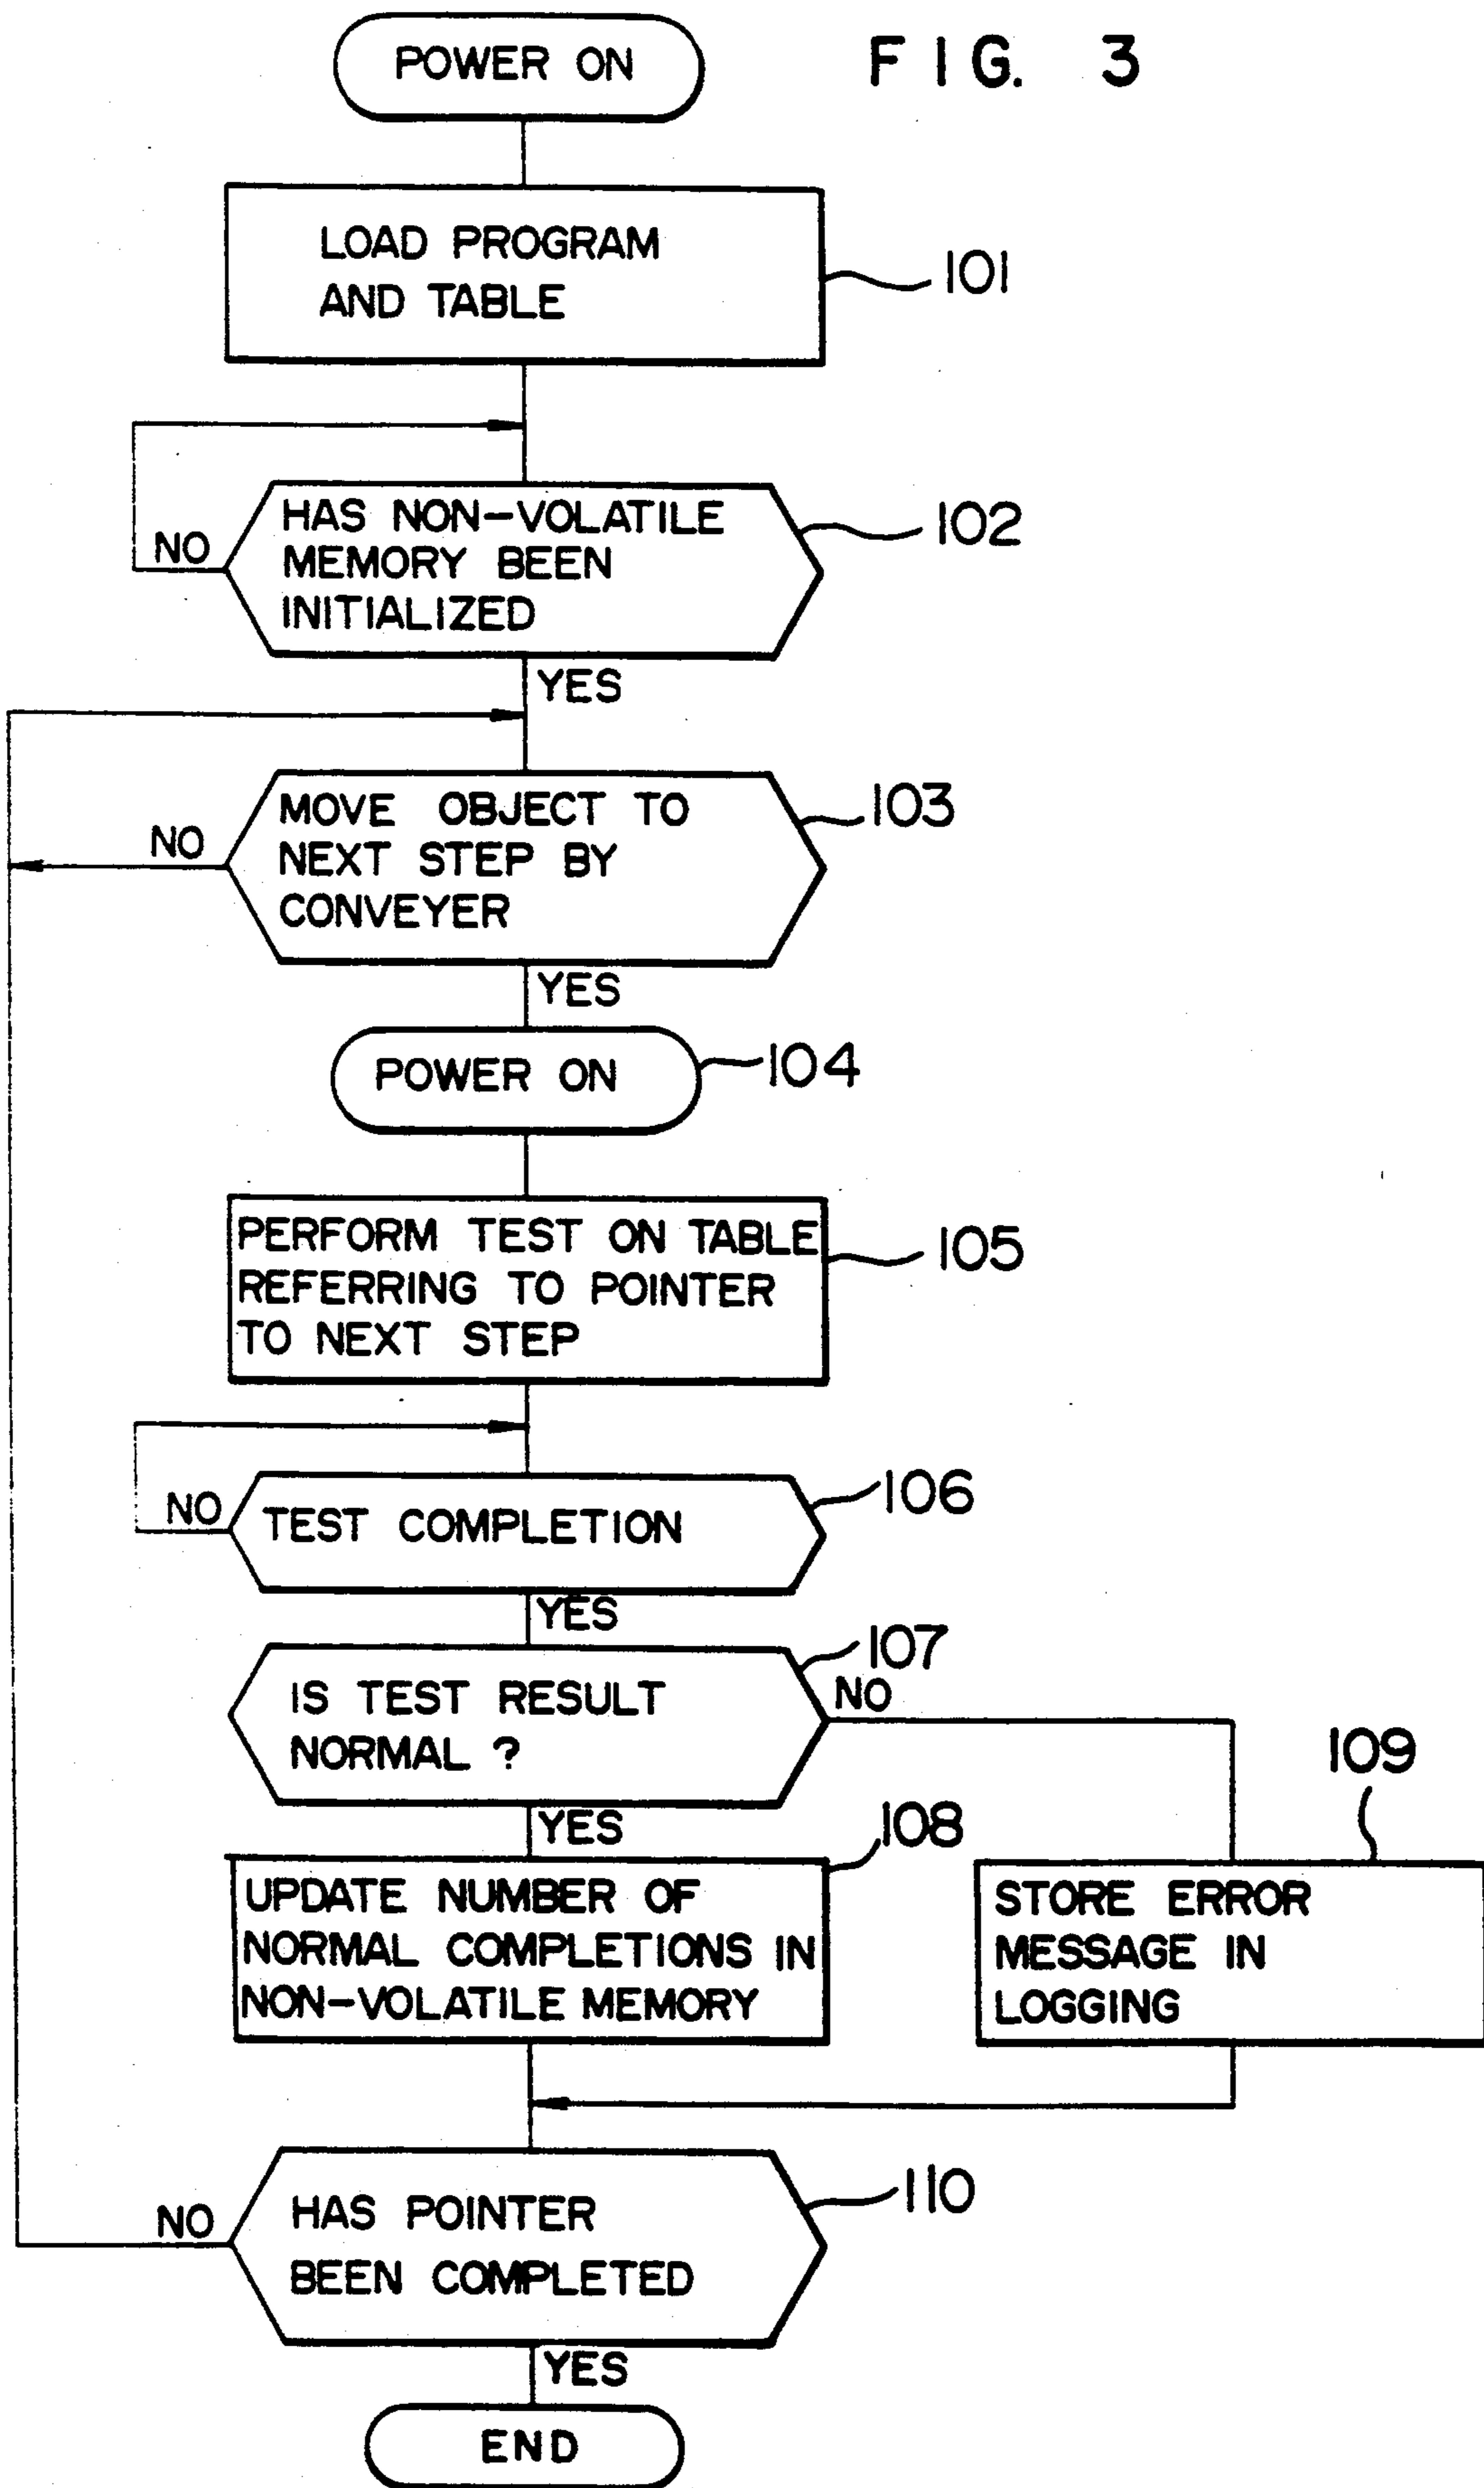 POWER ON
FIG. 3
LOAD PROGRAM
AND TABLE
101
HAS NON-VOLATILE
MEMORY BEEN
INITIALIZED
102
NO
YES
MOVE OBJECT TO
NEXT STEP BY
CONVEYER
103
NO
YES
POWER ON
104
PERFORM TEST ON TABLE
REFERRING TO POINTER
TO NEXT STEP
105
TEST COMPLETION
106
NO
YES
IS TEST RESULT
NORMAL ?
107
NO
YES
UPDATE NUMBER OF
NORMAL COMPLETIONS IN
NON-VOLATILE MEMORY
108
109
STORE ERROR
MESSAGE IN
LOGGING
HAS POINTER
BEEN COMPLETED
110
NO
YES
END